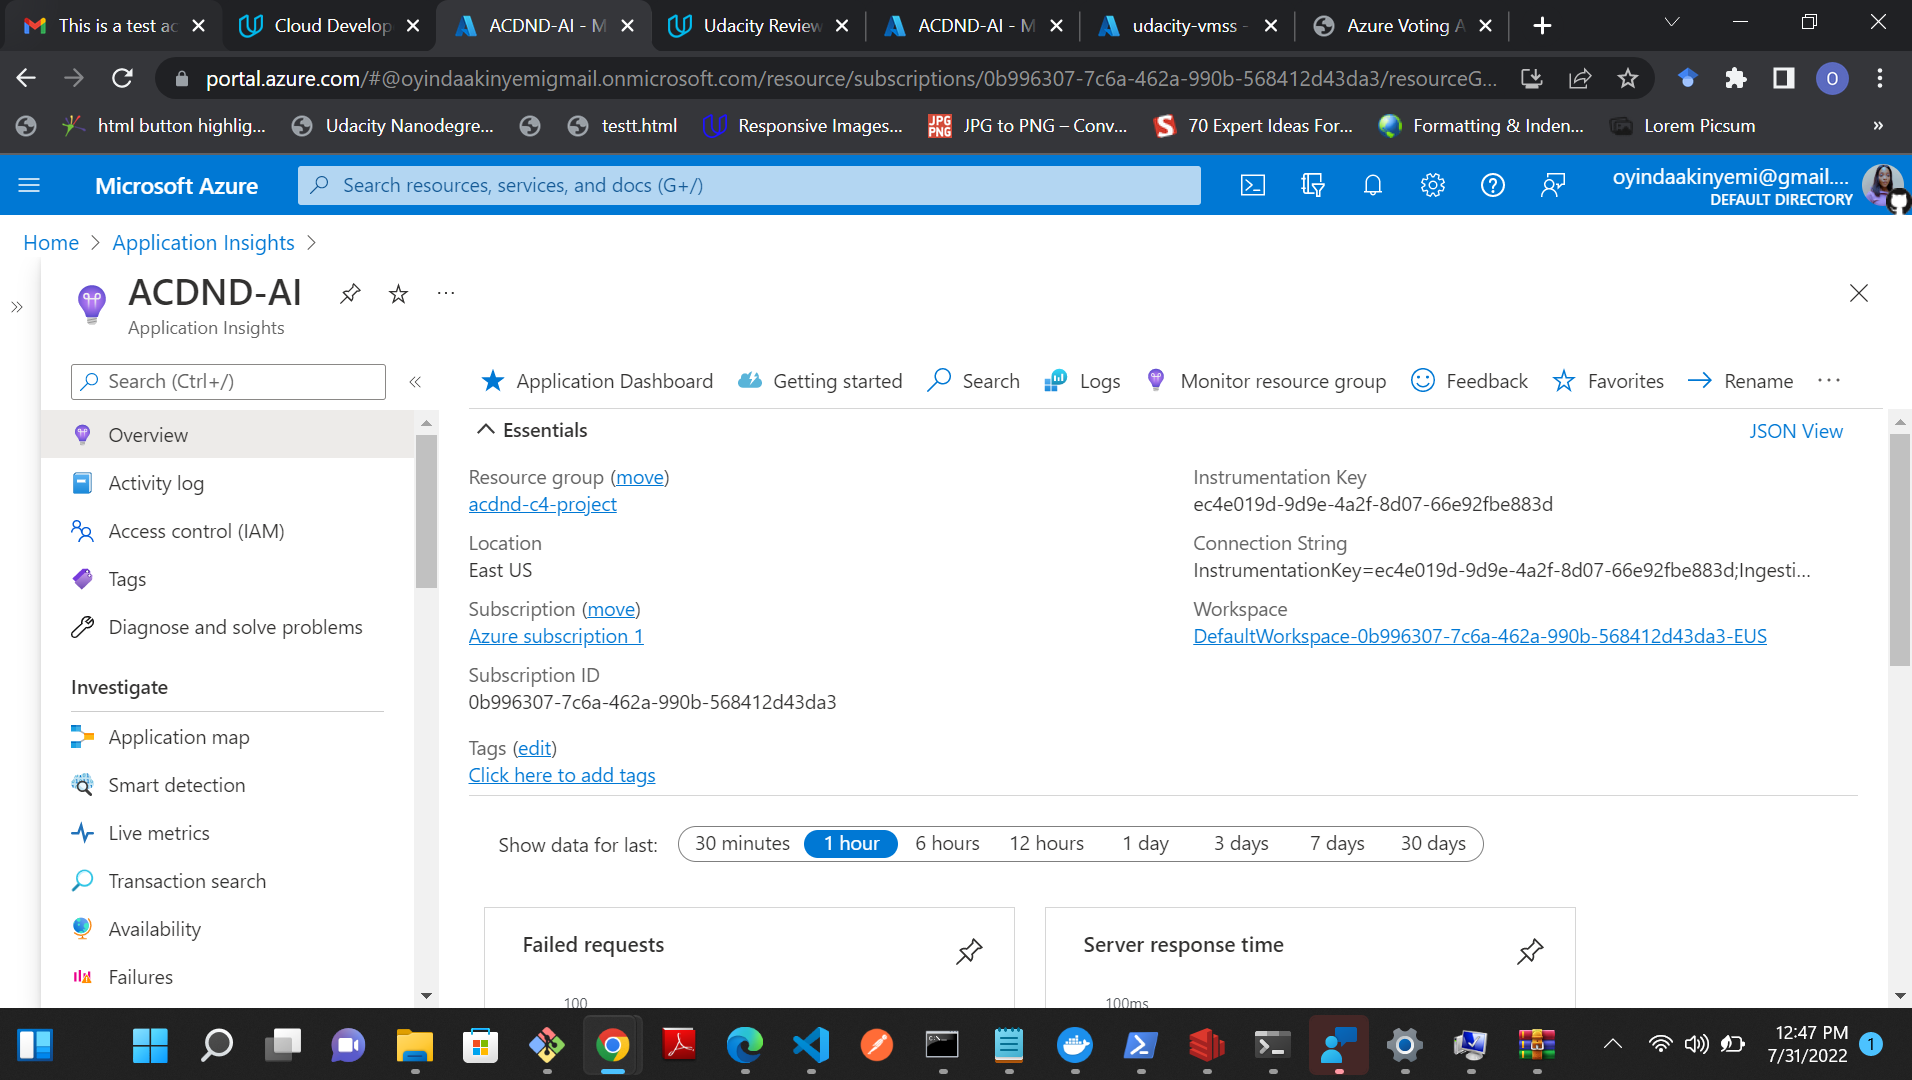 This is a test ac
Cloud Develop
ACDND-AI - M
Udacity Review
ACDND-AI - M
udacity-vmss -
Azure Voting A
portal.azure.com/#@oyindaakinyemigmail.onmicrosoft.com/resource/subscriptions/0b996307-7c6a-462a-990b-568412d43da3/resourceG...
O
html button highlig...
Udacity Nanodegre...
testt.html
Responsive Images...
JPG PNG
JPG to PNG – Conv...
70 Expert Ideas For...
Formatting & Inden...
Lorem Picsum
Microsoft Azure
Search resources, services, and docs (G+/)
oyindaakinyemi@gmail....
DEFAULT DIRECTORY
Home > Application Insights >
ACDND-AI
Application Insights
Search (Ctrl+/)
Application Dashboard
Getting started
Search
Logs
Monitor resource group
Feedback
Favorites
Rename
Overview
Activity log
Access control (IAM)
Tags
Diagnose and solve problems
Investigate
Application map
Smart detection
Live metrics
Transaction search
Availability
Failures
Essentials
JSON View
Resource group (move)
acdnd-c4-project
Location
East US
Subscription (move)
Azure subscription 1
Subscription ID
0b996307-7c6a-462a-990b-568412d43da3
Tags (edit)
Click here to add tags
Instrumentation Key
ec4e019d-9d9e-4a2f-8d07-66e92fbe883d
Connection String
InstrumentationKey=ec4e019d-9d9e-4a2f-8d07-66e92fbe883d;Ingesti...
Workspace
DefaultWorkspace-0b996307-7c6a-462a-990b-568412d43da3-EUS
Show data for last:
30 minutes
1 hour
6 hours
12 hours
1 day
3 days
7 days
30 days
Failed requests
100
Server response time
100ms
12:47 PM
7/31/2022
1